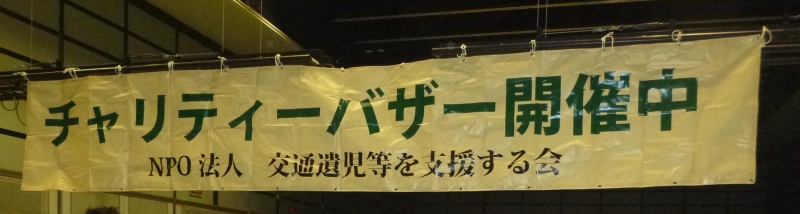 チャリティーバザー開催中
NPO法人 交通遺児等を支援する会